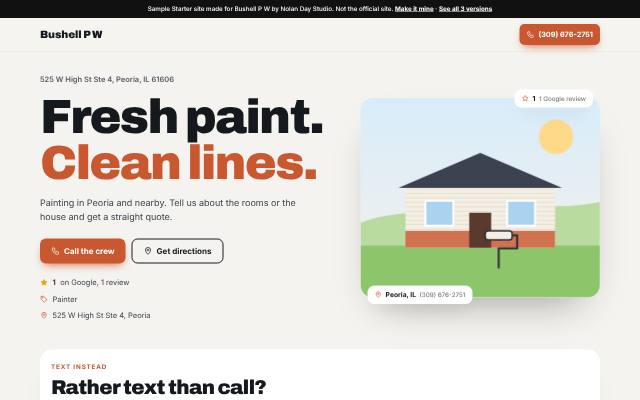 Sample Starter site made for Bushell P W by Nolan Day Studio. Not the official site. Make it mine · See all 3 versions
Bushell P W
(309) 676-2751
525 W High St Ste 4, Peoria, IL 61606
Fresh paint.
Clean lines.
Painting in Peoria and nearby. Tell us about the rooms or the
house and get a straight quote.
Call the crew
Get directions
1 on Google, 1 review
Painter
525 W High St Ste 4, Peoria
1 1 Google review
Peoria, IL (309) 676-2751
TEXT INSTEAD
Rather text than call?